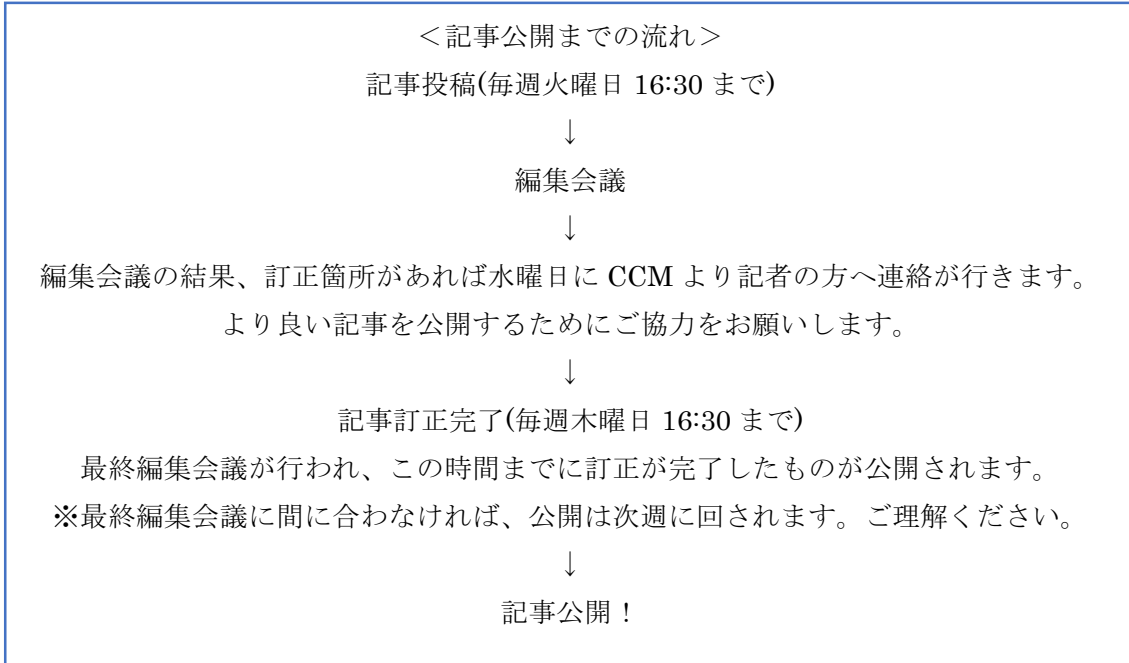 ＜記事公開までの流れ＞
記事投稿(毎週火曜日 16:30 まで)
↓
編集会議
↓
編集会議の結果、訂正箇所があれば水曜日に CCM より記者の方へ連絡が行きます。
より良い記事を公開するためにご協力をお願いします。
↓
記事訂正完了(毎週木曜日 16:30 まで)
最終編集会議が行われ、この時間までに訂正が完了したものが公開されます。
※最終編集会議に間に合わなければ、公開は次週に回されます。ご理解ください。
↓
記事公開！